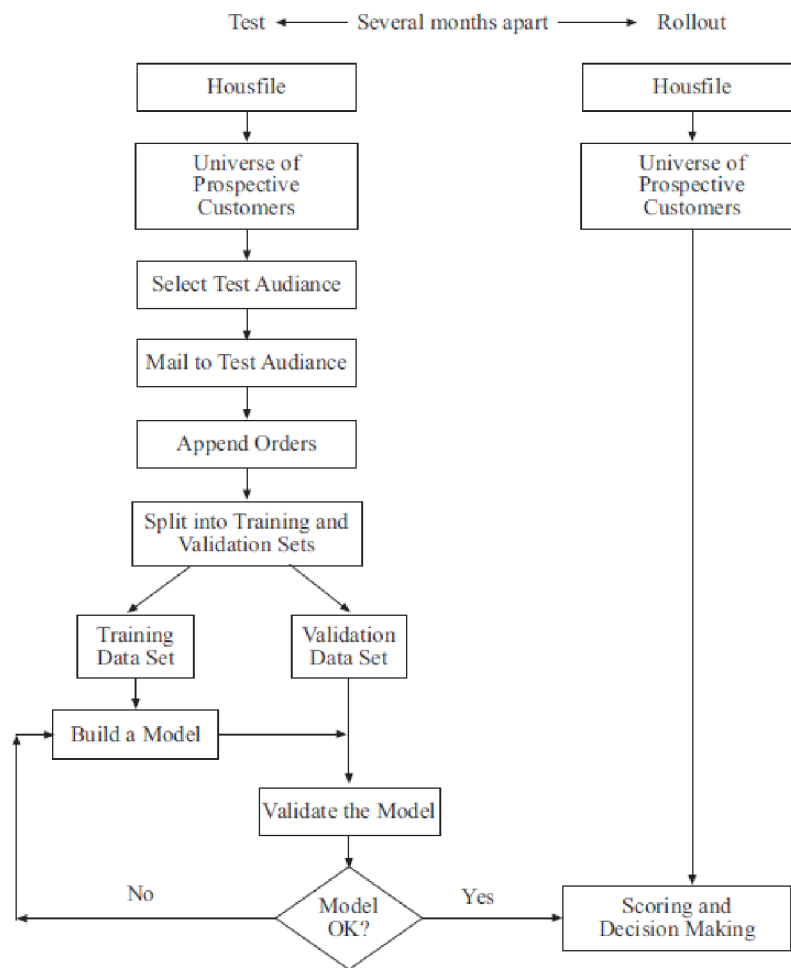 Test Several months apart Rollout
Housfile
Housfile
Universe of
Prospective
Customers
Universe of
Prospective
Customers
Select Test Audiance
Mail to Test Audiance
Append Orders
Split into Training and
Validation Sets
Training
Data Set
Validation
Data Set
Build a Model
Validate the Model
No
Model
OK?
Yes
Scoring and
Decision Making